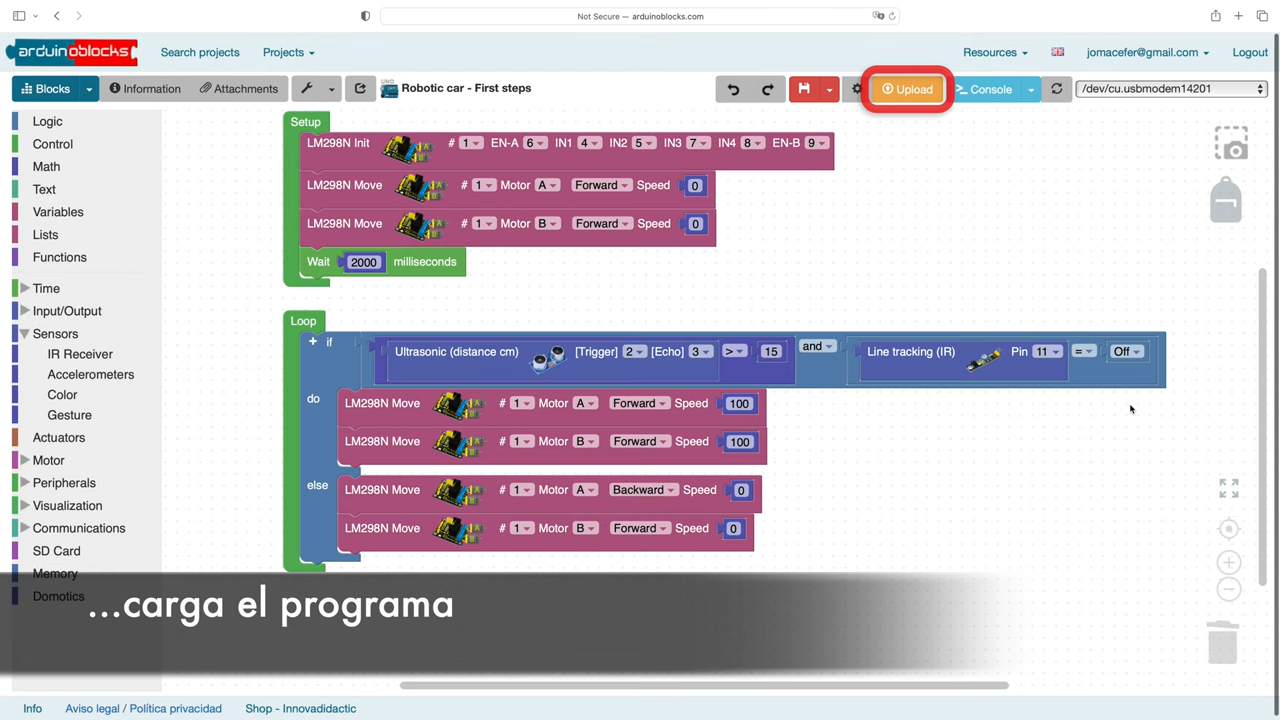 Not Secure — arduinoblocks.com
arduinoblocks Search projects Projects Resources jomacefer@gmail.com Logout
Blocks Information Attachments UNO Robotic car - First steps Upload Console /dev/cu.usbmodem14201
Logic
Control
Math
Text
Variables
Lists
Functions
Time
Input/Output
Sensors
IR Receiver
Accelerometers
Color
Gesture
Actuators
Motor
Peripherals
Visualization
Communications
SD Card
Memory
Domotics
Setup
LM298N Init # 1 EN-A 6 IN1 4 IN2 5 IN3 7 IN4 8 EN-B 9
LM298N Move # 1 Motor A Forward Speed 0
LM298N Move # 1 Motor B Forward Speed 0
Wait 2000 milliseconds
Loop
if Ultrasonic (distance cm) [Trigger] 2 [Echo] 3 > 15 and Line tracking (IR) Pin 11 = Off
do LM298N Move # 1 Motor A Forward Speed 100
LM298N Move # 1 Motor B Forward Speed 100
else LM298N Move # 1 Motor A Backward Speed 0
LM298N Move # 1 Motor B Forward Speed 0
...carga el programa
Info Aviso legal / Política privacidad Shop - Innovadidactic